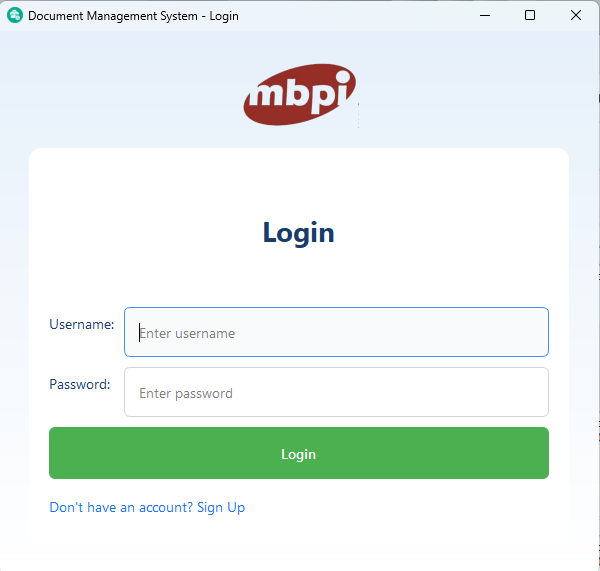 Document Management System - Login
mbpi
Login
Username:
Enter username
Password:
Enter password
Login
Don't have an account? Sign Up